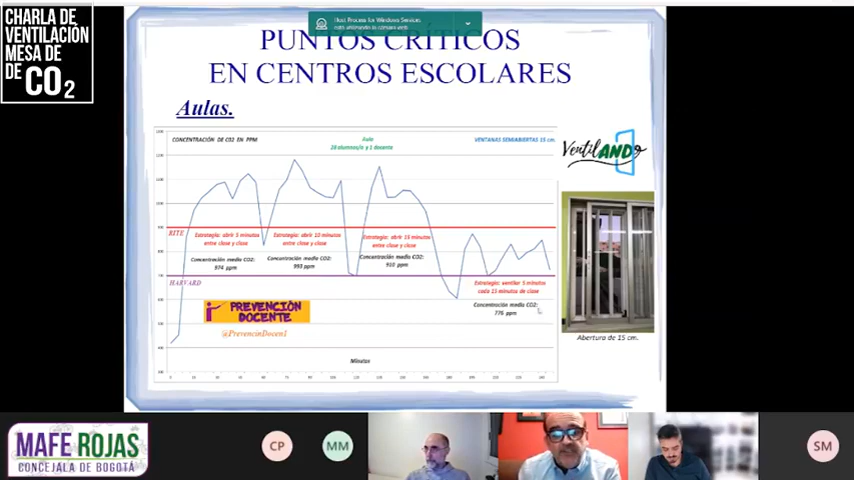 CHARLA DE
VENTILACIÓN
MESA DE
DE CO2
PUNTOS CRÍTICOS
EN CENTROS ESCOLARES
Aulas.
CONCENTRACIÓN DE CO2 EN PPM
Aula
28 alumnos/s y 1 docente
VENTANAS SEMIABIERTAS 15 cm.
VentilANDo
RITE
Estrategia: abrir 5 minutos
entre clase y clase
Concentración media CO2:
974 ppm
Estrategia: abrir 10 minutos
entre clase y clase
Concentración media CO2:
993 ppm
Estrategia: abrir 15 minutos
entre clase y clase
Concentración media CO2:
910 ppm
HARVARD
Estrategia: ventilar 5 minutos
cada 15 minutos de clase
Concentración media CO2:
776 ppm
PREVENCIÓN
DOCENTE
@PrevencinDocen1
Minutos
Abertura de 15 cm.
MAFE ROJAS
CONCEJALA DE BOGOTÁ
CP
MM
SM